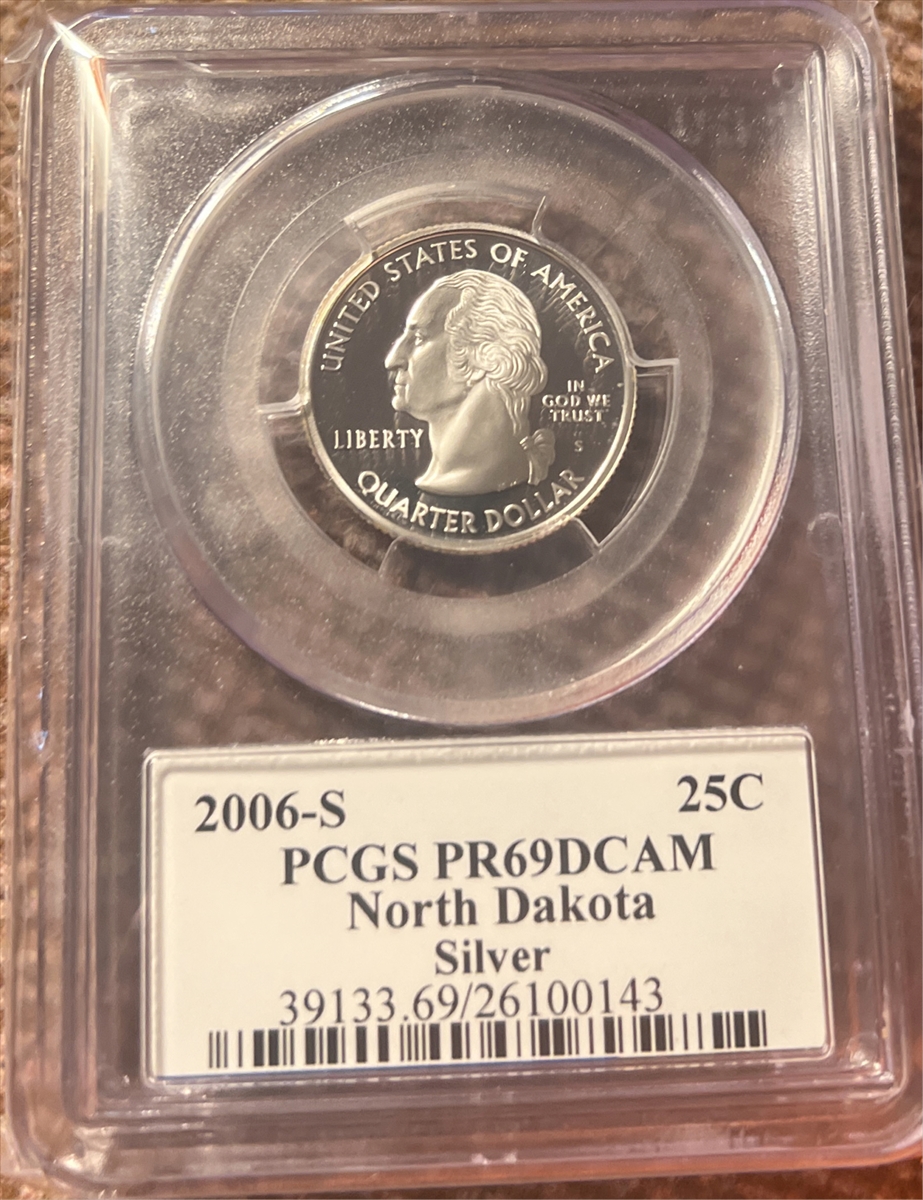 UNITED STATES OF AMERICA
IN
GOD WE
TRUST
LIBERTY
S
QUARTER DOLLAR
2006-S 25C
PCGS PR69DCAM
North Dakota
Silver
39133.69/26100143